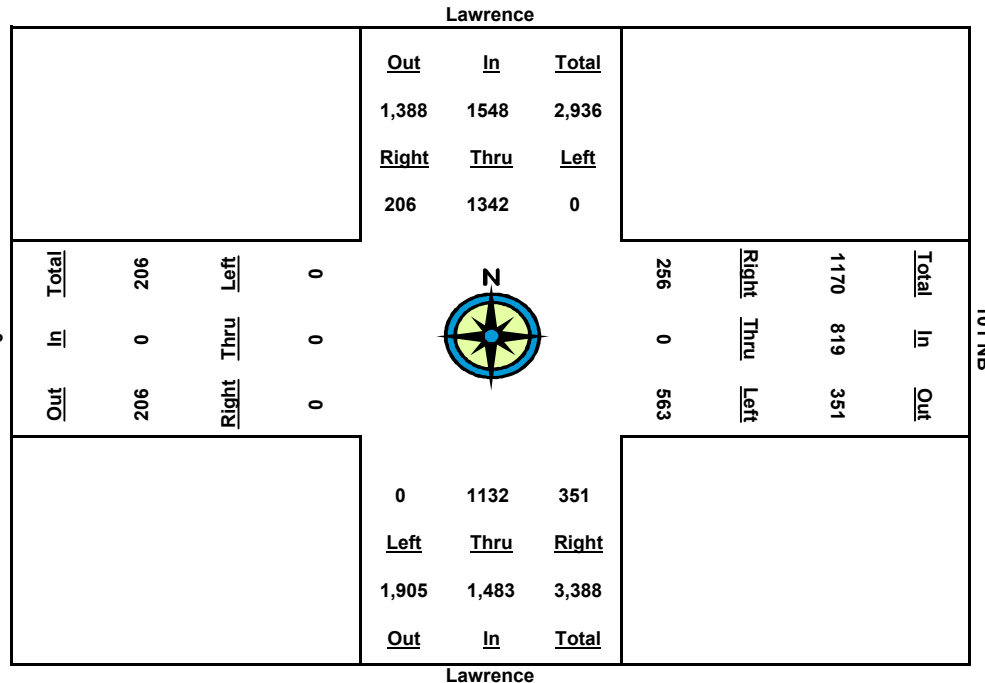 Lawrence
Out In Total
1,388 1548 2,936
Right Thru Left
206 1342 0
Total 206 Left 0
In 0 Thru 0
Out 206 Right 0
N
256 Right 1170 Total
0 Thru 819 In
563 Left 351 Out
0 1132 351
Left Thru Right
1,905 1,483 3,388
Out In Total
Lawrence